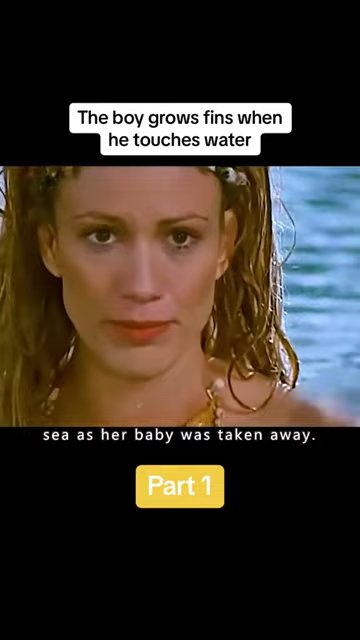 The boy grows fins when
he touches water
sea as her baby was taken away.
Part 1